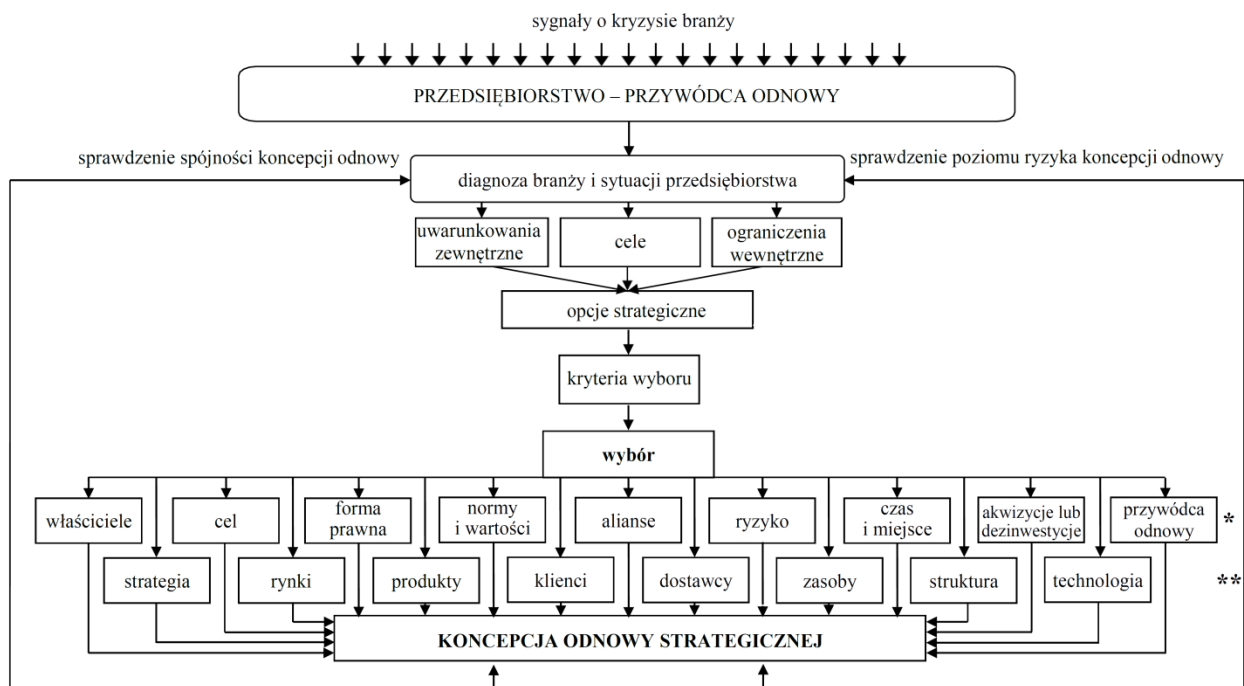 sygnały o kryzysie branży
PRZEDSIĘBIORSTWO – PRZYWÓDCA ODNOWY
sprawdzenie spójności koncepcji odnowy
sprawdzenie poziomu ryzyka koncepcji odnowy
diagnoza branży i sytuacji przedsiębiorstwa
uwarunkowania
zewnętrzne
cele
ograniczenia
wewnętrzne
opcje strategiczne
kryteria wyboru
wybór
właściciele
cel
forma
prawna
normy
i wartości
alianse
ryzyko
czas
i miejsce
akwizycje lub
dezinwestycje
przywódca
odnowy
*
strategia
rynki
produkty
klienci
dostawcy
zasoby
struktura
technologia
**
KONCEPCJA ODNOWY STRATEGICZNEJ